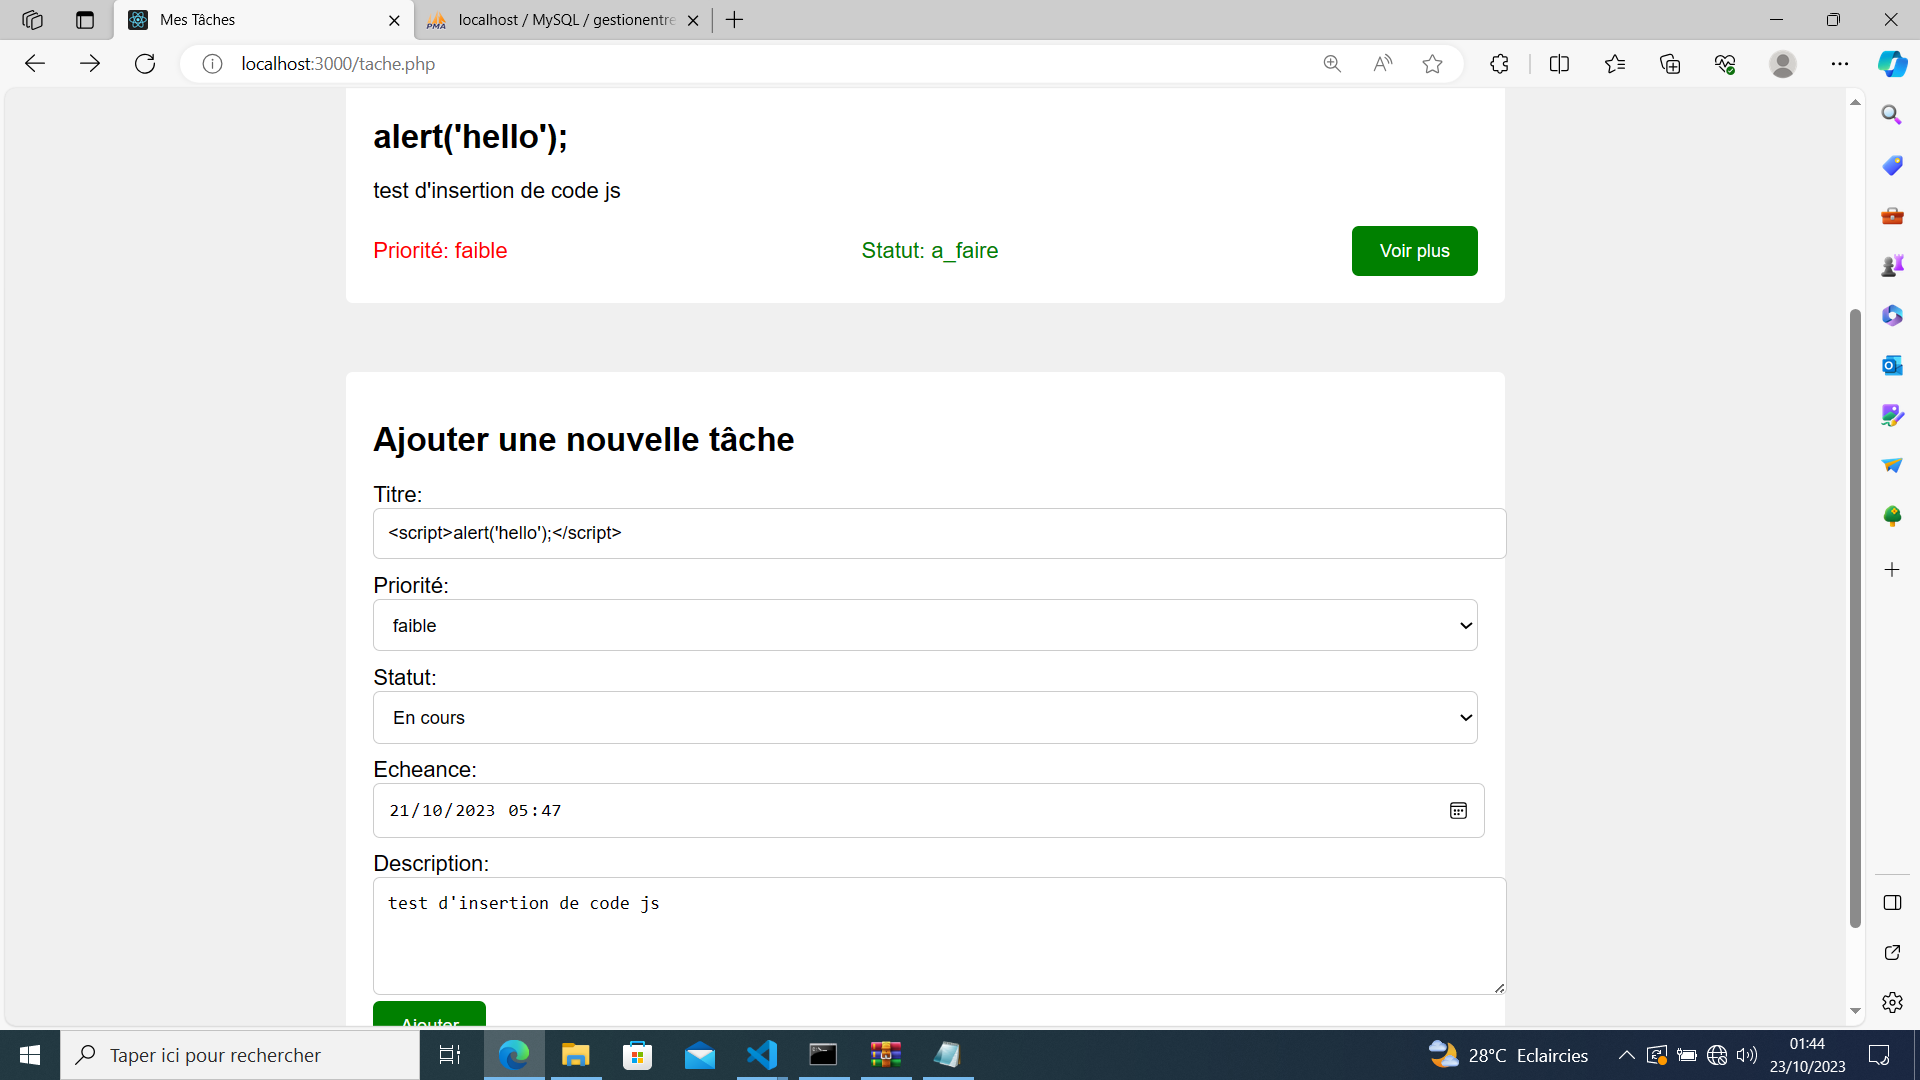 Mes Tâches
localhost / MySQL / gestionentre
localhost:3000/tache.php
alert('hello');
test d'insertion de code js
Priorité: faible
Statut: a_faire
Voir plus
Ajouter une nouvelle tâche
Titre:
<script>alert('hello');</script>
Priorité:
faible
Statut:
En cours
Echeance:
21/10/2023 05:47
Description:
test d'insertion de code js
Ajouter
Taper ici pour rechercher
28°C Eclaircies
01:44
23/10/2023